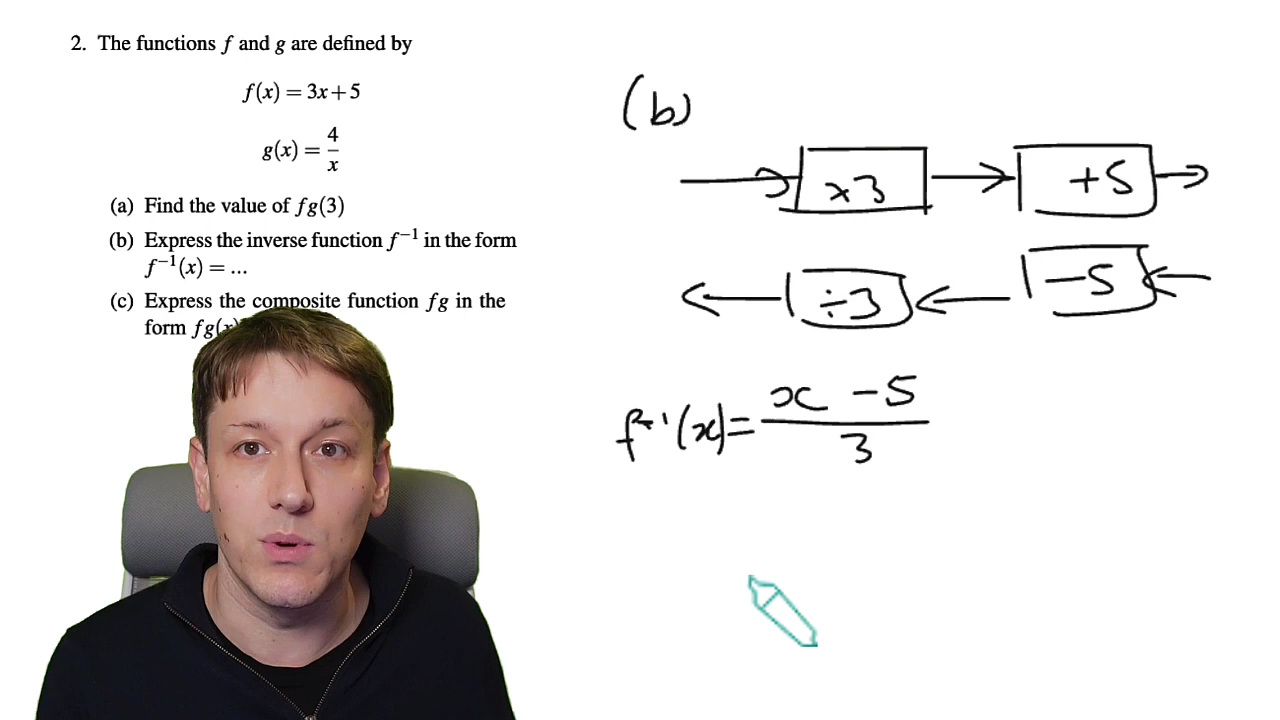 2. The functions f and g are defined by
f(x) = 3x+5
g(x) = 4/x
(a) Find the value of fg(3)
(b) Express the inverse function f⁻¹ in the form
f⁻¹(x) = ...
(c) Express the composite function fg in the
form fg(x)
(b)
×3 +5
÷3 −5
f⁻¹(x) = (x − 5)/3